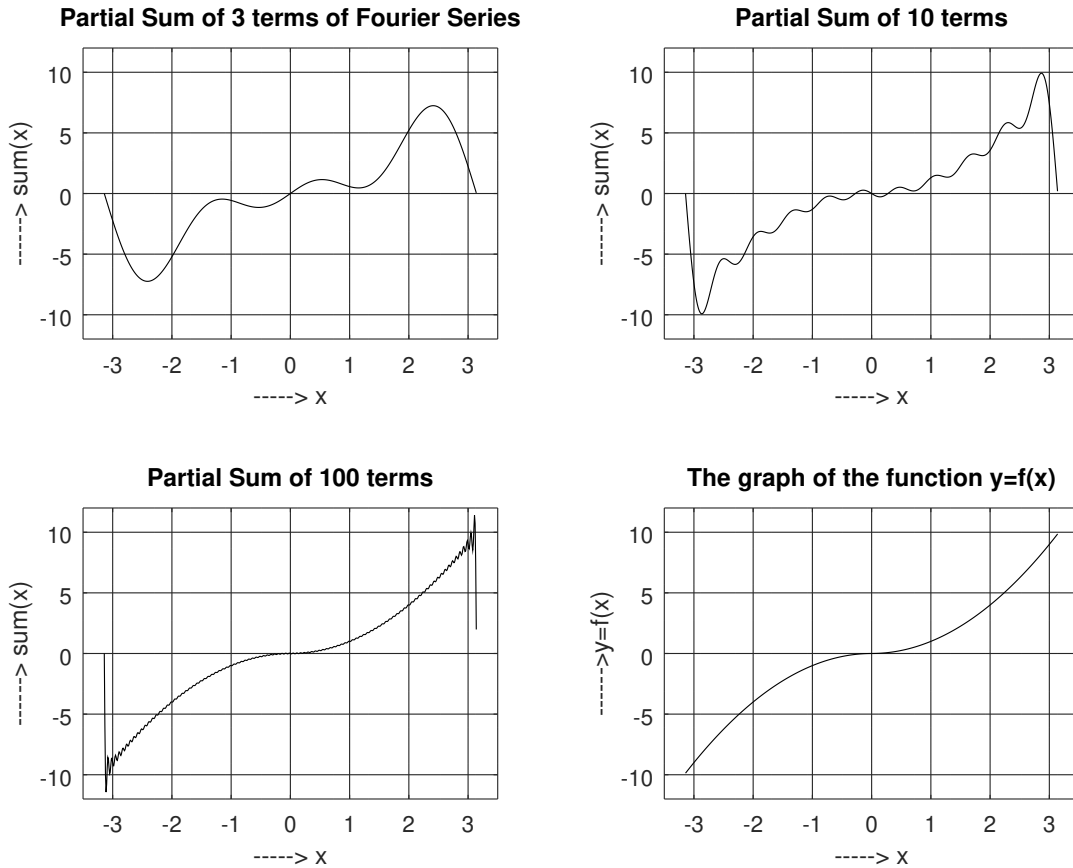 Partial Sum of 3 terms of Fourier Series
10
5
0
-5
-10
-----> sum(x)
-3 -2 -1 0 1 2 3
-----> x
Partial Sum of 10 terms
10
5
0
-5
-10
-----> sum(x)
-3 -2 -1 0 1 2 3
-----> x
Partial Sum of 100 terms
10
5
0
-5
-10
-----> sum(x)
-3 -2 -1 0 1 2 3
-----> x
The graph of the function y=f(x)
10
5
0
-5
-10
----->y=f(x)
-3 -2 -1 0 1 2 3
-----> x